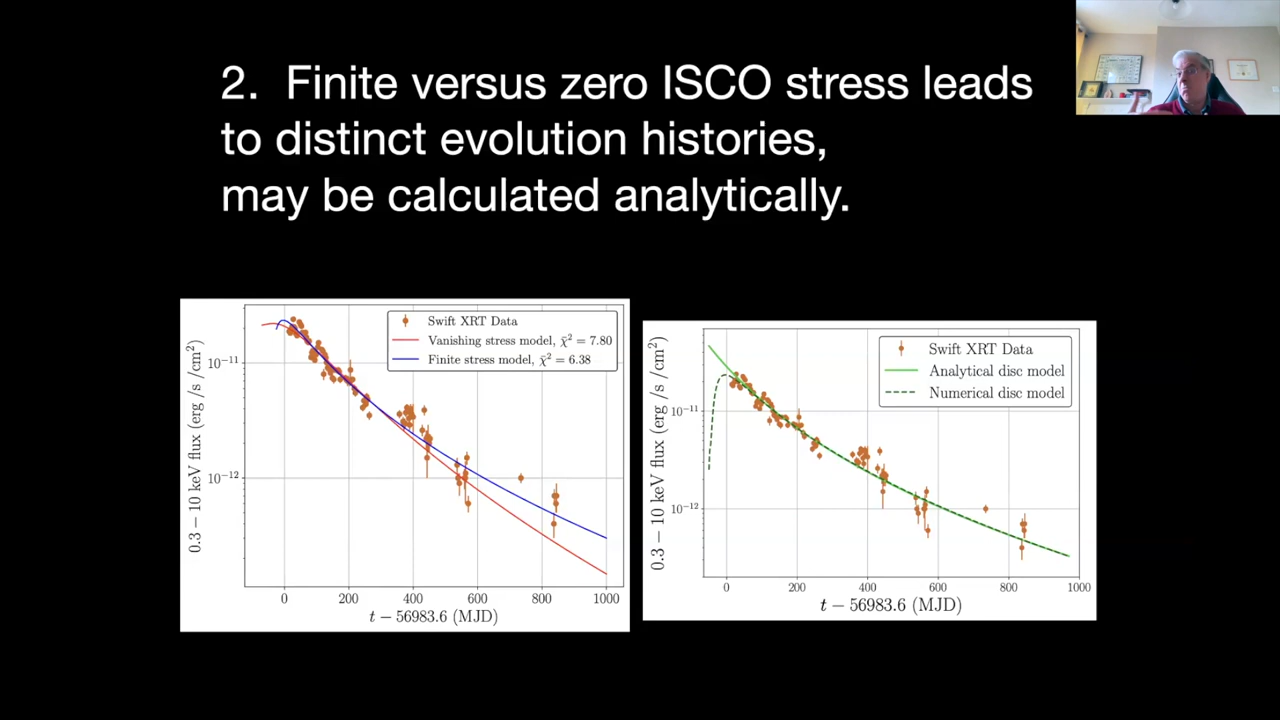 2. Finite versus zero ISCO stress leads
to distinct evolution histories,
may be calculated analytically.
Swift XRT Data
Vanishing stress model, χ̄² = 7.80
Finite stress model, χ̄² = 6.38
0.3 − 10 keV flux (erg /s /cm²)
10⁻¹¹
10⁻¹²
0 200 400 600 800 1000
t − 56983.6 (MJD)
Swift XRT Data
Analytical disc model
Numerical disc model
0.3 − 10 keV flux (erg /s /cm²)
10⁻¹¹
10⁻¹²
0 200 400 600 800 1000
t − 56983.6 (MJD)